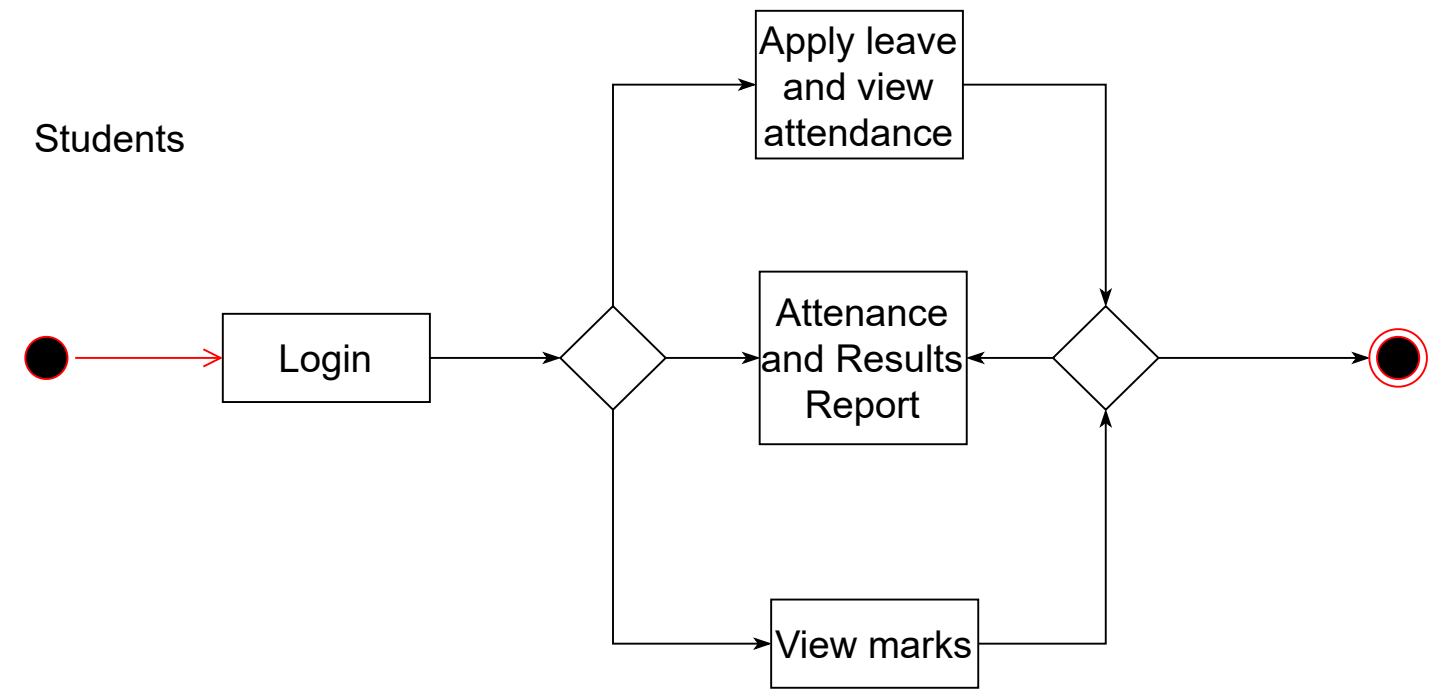 Apply leave
and view
attendance
Students
Login
Attenance
and Results
Report
View marks